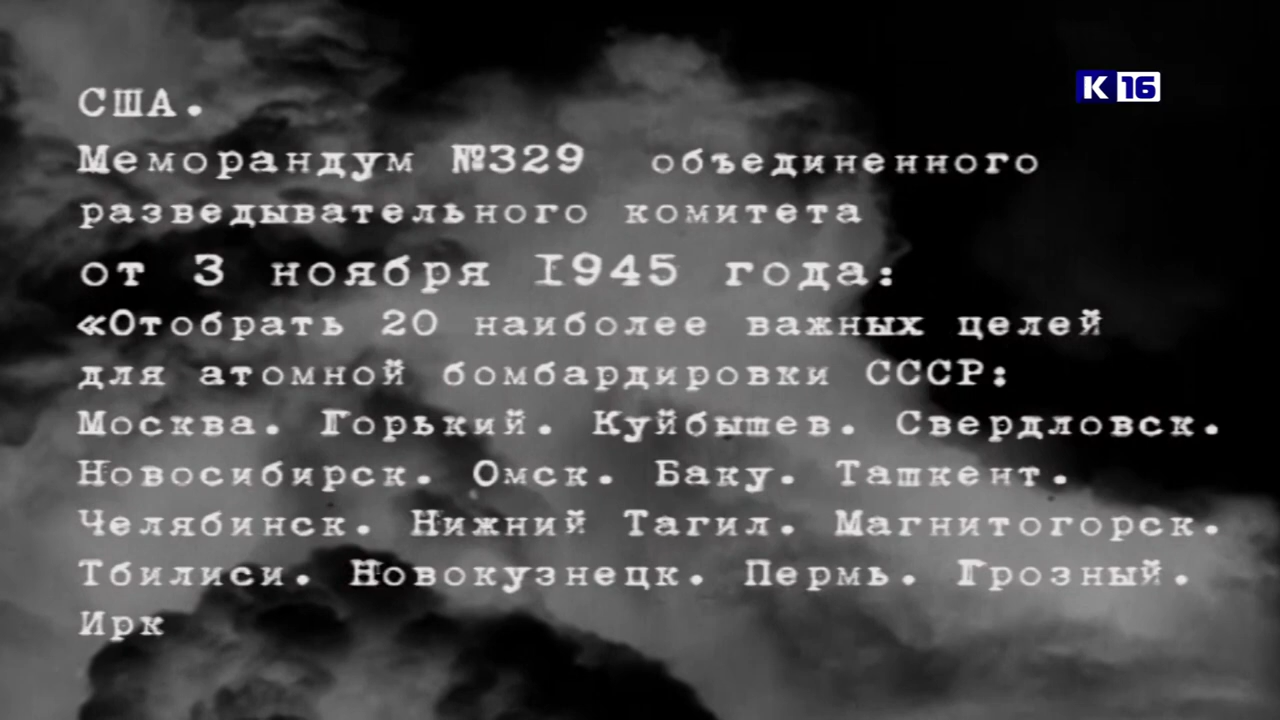 США.
Меморандум №329 объединенного
разведывательного комитета
от 3 ноября 1945 года:
«Отобрать 20 наиболее важных целей
для атомной бомбардировки СССР:
Москва. Горький. Куйбышев. Свердловск.
Новосибирск. Омск. Баку. Ташкент.
Челябинск. Нижний Тагил. Магнитогорск.
Тбилиси. Новокузнецк. Пермь. Грозный.
Ирк
К 16